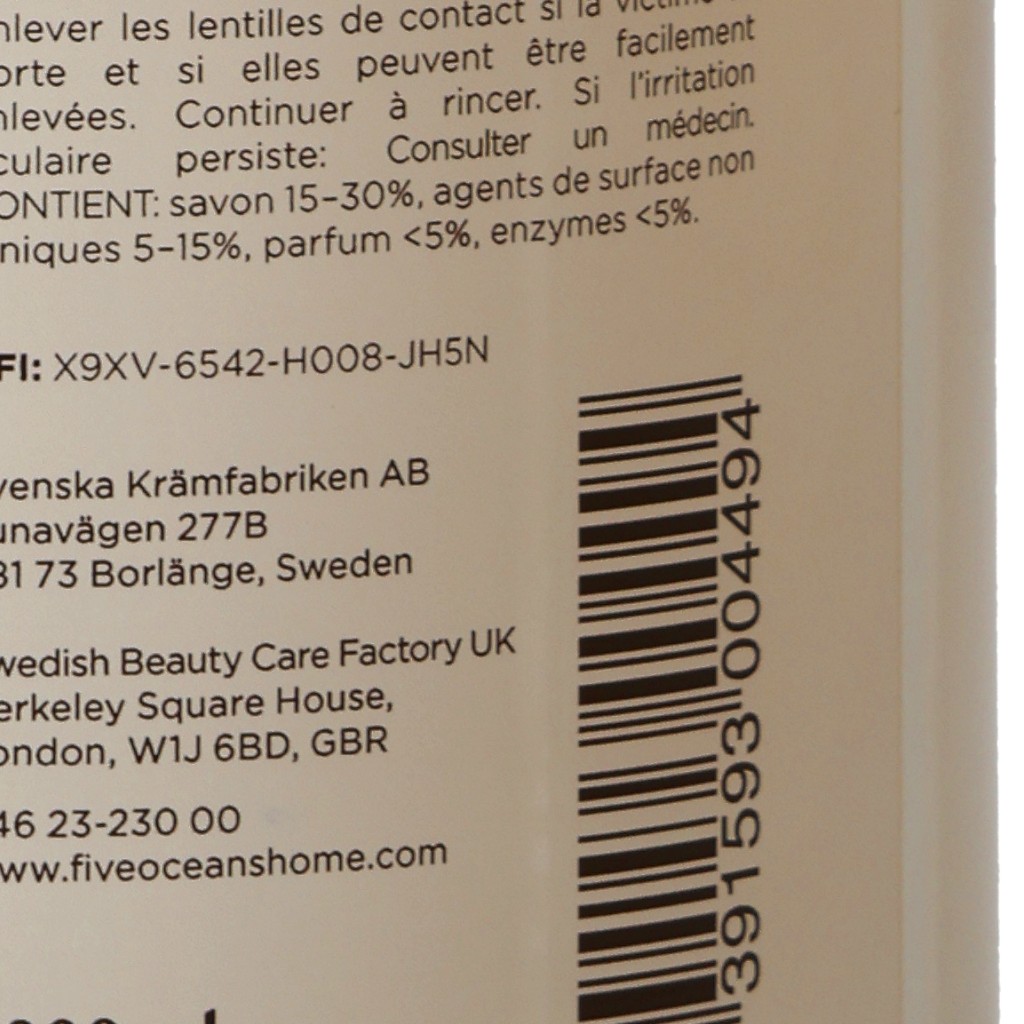 nlever les lentilles de contact si la victime
orte et si elles peuvent être facilement
nlevées. Continuer à rincer. Si l'irritation
culaire persiste: Consulter un médecin.
ONTIENT: savon 15-30%, agents de surface non
niques 5-15%, parfum <5%, enzymes <5%.
FI: X9XV-6542-H008-JH5N
venska Krämfabriken AB
unavägen 277B
81 73 Borlänge, Sweden
wedish Beauty Care Factory UK
erkeley Square House,
ondon, W1J 6BD, GBR
46 23-230 00
ww.fiveoceanshome.com
391593 004494